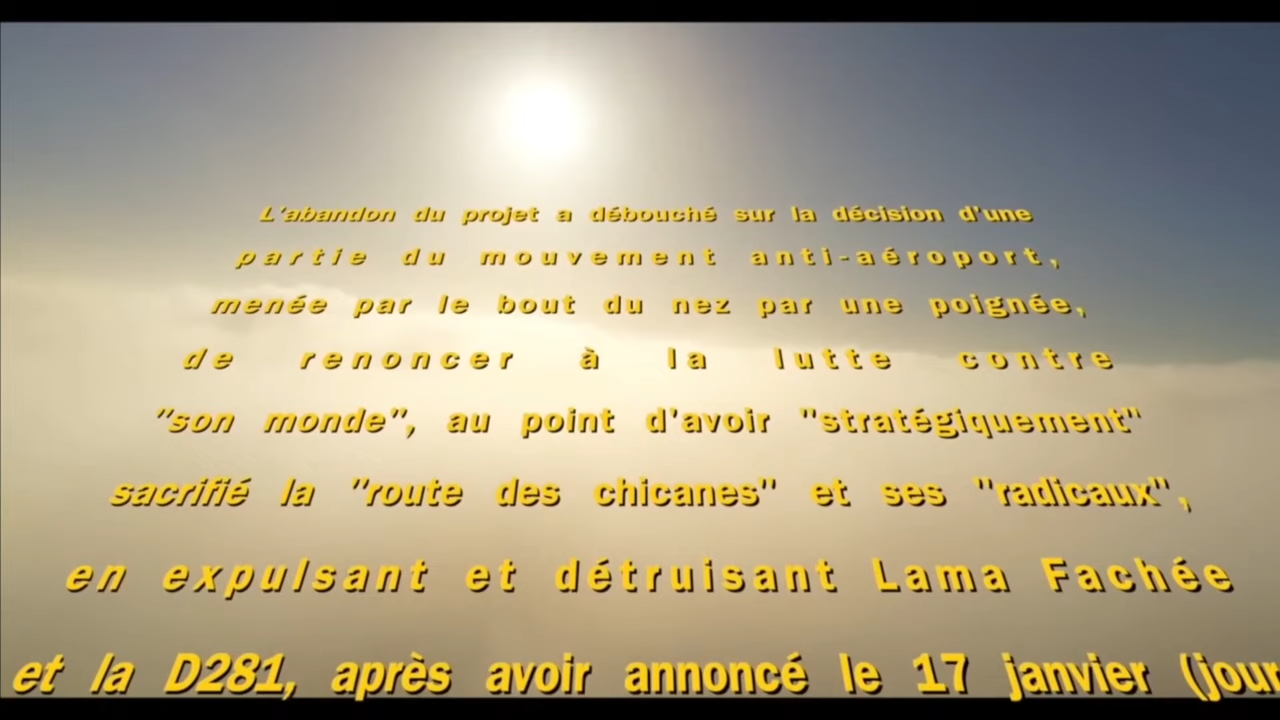 L'abandon du projet a débouché sur la décision d'une
partie du mouvement anti-aéroport,
menée par le bout du nez par une poignée,
de renoncer à la lutte contre
"son monde", au point d'avoir "stratégiquement"
sacrifié la "route des chicanes" et ses "radicaux",
en expulsant et détruisant Lama Fachée
et la D281, après avoir annoncé le 17 janvier (jour